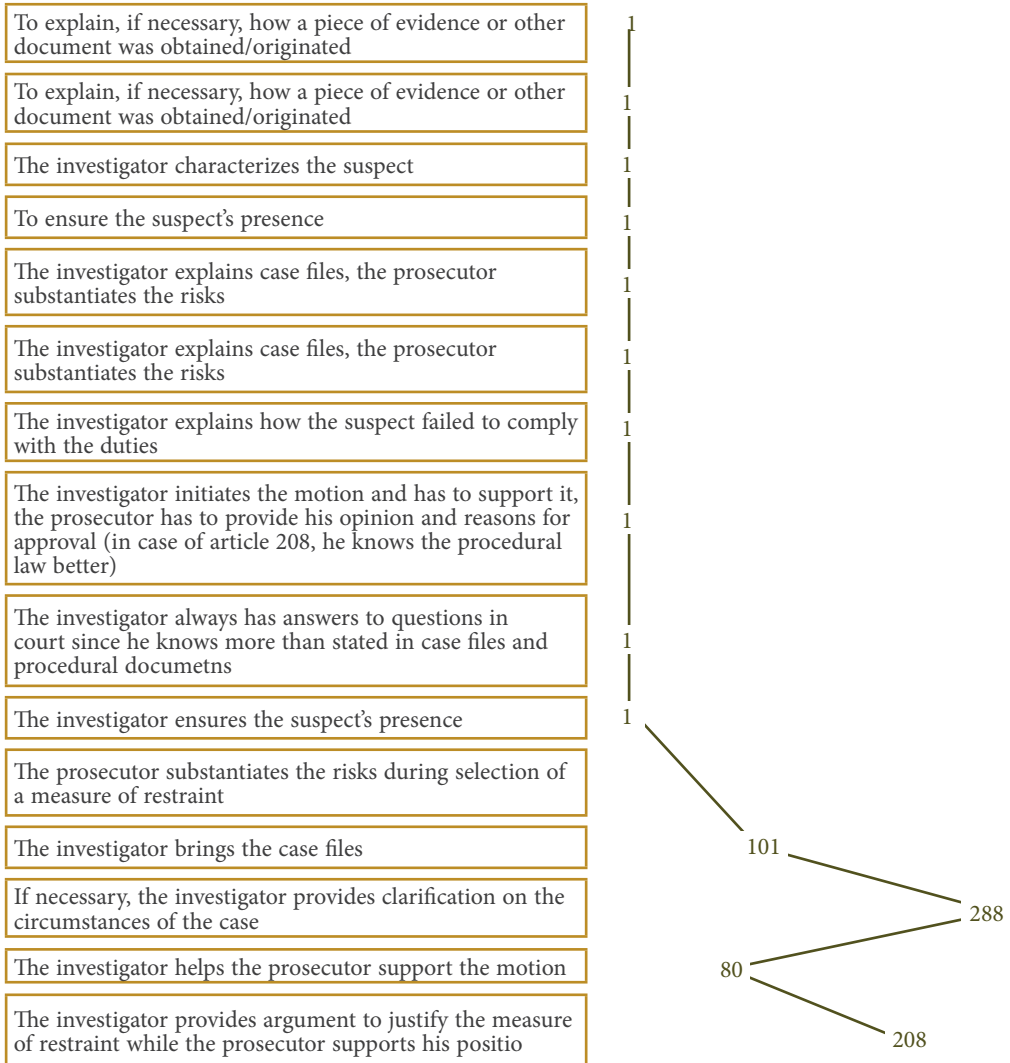 To explain, if necessary, how a piece of evidence or other
document was obtained/originated
1
To explain, if necessary, how a piece of evidence or other
document was obtained/originated
1
The investigator characterizes the suspect
1
To ensure the suspect's presence
1
The investigator explains case files, the prosecutor
substantiates the risks
1
The investigator explains case files, the prosecutor
substantiates the risks
1
The investigator explains how the suspect failed to comply
with the duties
1
The investigator initiates the motion and has to support it,
the prosecutor has to provide his opinion and reasons for
approval (in case of article 208, he knows the procedural
law better)
1
The investigator always has answers to questions in
court since he knows more than stated in case files and
procedural documetns
1
The investigator ensures the suspect's presence
1
The prosecutor substantiates the risks during selection of
a measure of restraint
The investigator brings the case files
101
If necessary, the investigator provides clarification on the
circumstances of the case
288
The investigator helps the prosecutor support the motion
80
The investigator provides argument to justify the measure
of restraint while the prosecutor supports his positio
208